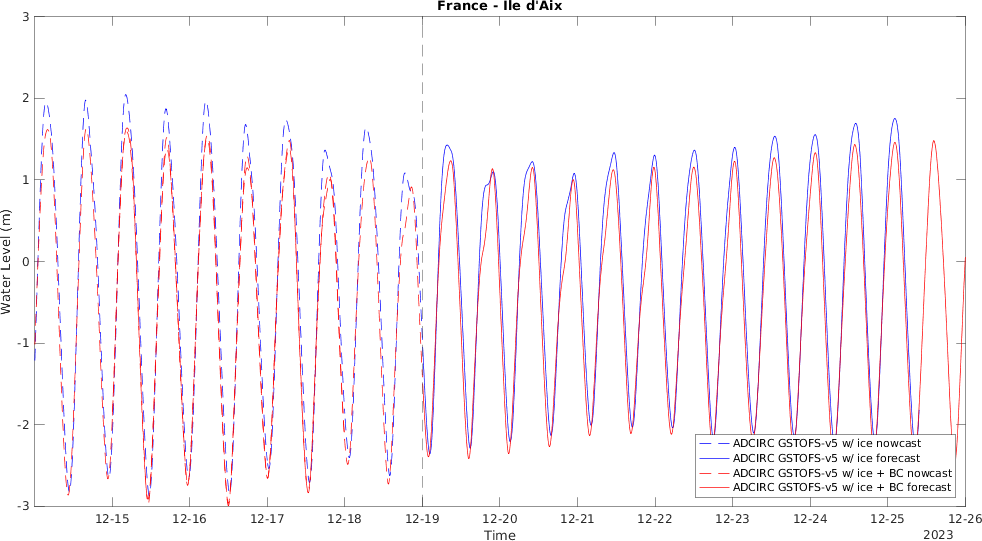 France - Ile d'Aix
3
2
1
0
-1
-2
-3
Water Level (m)
ADCIRC GSTOFS-v5 w/ ice nowcast
ADCIRC GSTOFS-v5 w/ ice forecast
ADCIRC GSTOFS-v5 w/ ice + BC nowcast
ADCIRC GSTOFS-v5 w/ ice + BC forecast
12-15 12-16 12-17 12-18 12-19 12-20 12-21 12-22 12-23 12-24 12-25 12-26
Time
2023